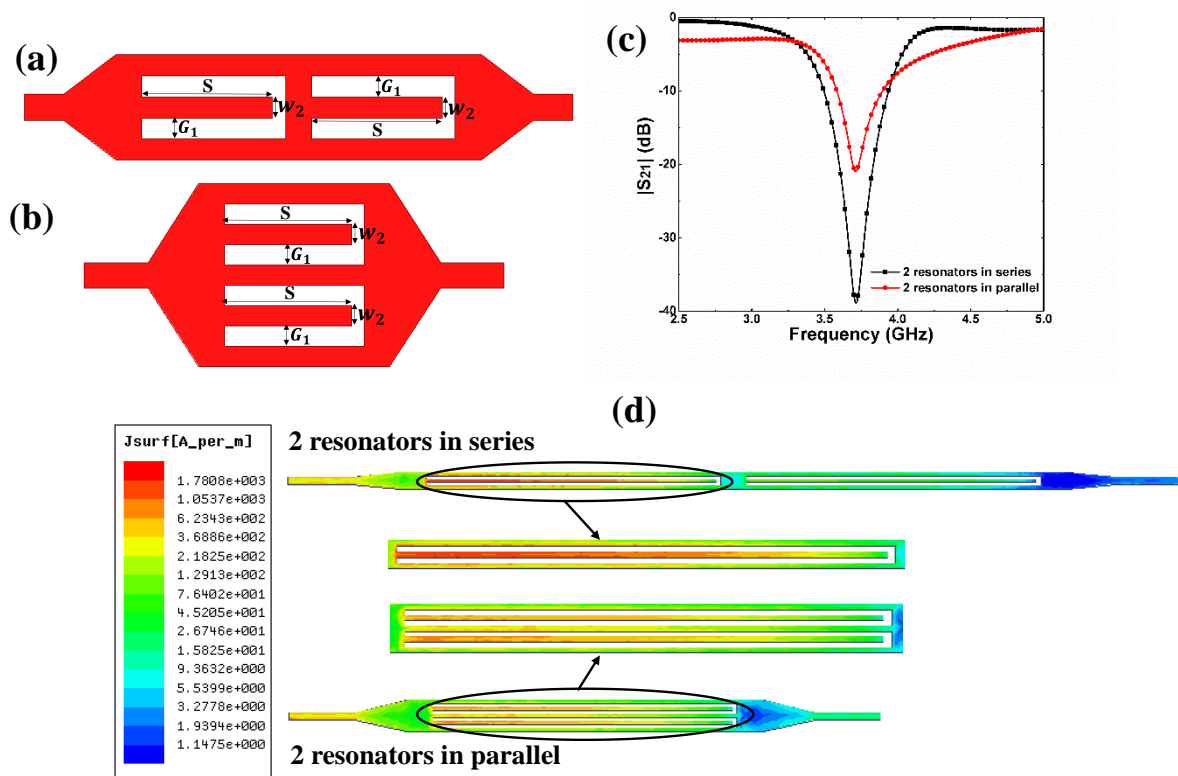 (a)
S
G₁
W₂
W₂
G₁
S
(b)
S
W₂
G₁
S
W₂
G₁
(c)
0
-10
-20
-30
-40
|S21| (dB)
2 resonators in series
2 resonators in parallel
2.5 3.0 3.5 4.0 4.5 5.0
Frequency (GHz)
(d)
Jsurf[A_per_m]
1.7808e+003
1.0537e+003
6.2343e+002
3.6886e+002
2.1825e+002
1.2913e+002
7.6402e+001
4.5205e+001
2.6746e+001
1.5825e+001
9.3632e+000
5.5399e+000
3.2778e+000
1.9394e+000
1.1475e+000
2 resonators in series
2 resonators in parallel